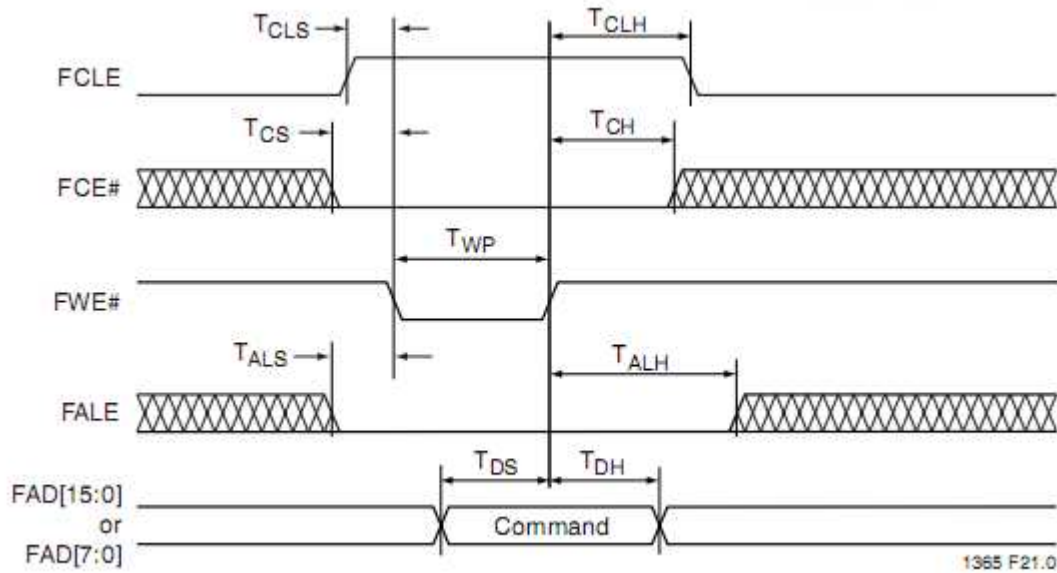 TCLS TCLH
FCLE
TCS TCH
FCE#
TWP
FWE#
TALS TALH
FALE
TDS TDH
FAD[15:0]
or
FAD[7:0]
Command
1365 F21.0